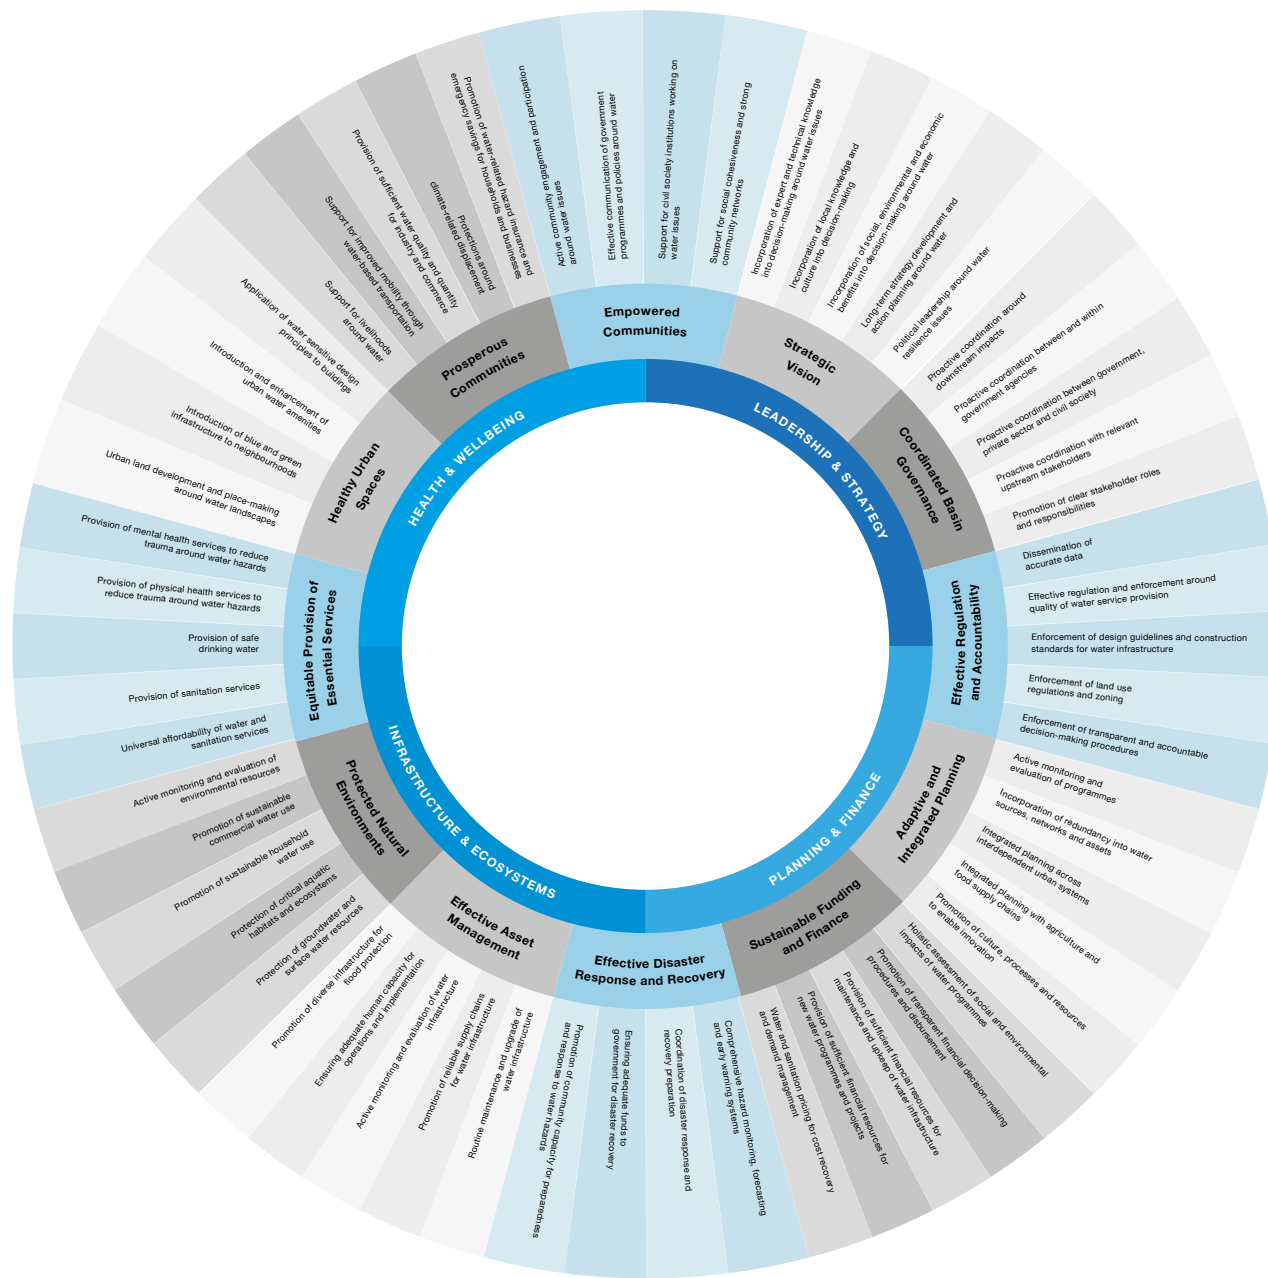 LEADERSHIP & STRATEGY
PLANNING & FINANCE
INFRASTRUCTURE & ECOSYSTEMS
HEALTH & WELLBEING
Empowered
Communities
Active community engagement and participation
around water issues
Effective communication of government
programmes and policies around water
Support for civil society institutions working on
water issues
Support for social cohesiveness and strong
community networks
Strategic
Vision
Incorporation of expert and technical knowledge
into decision-making around water issues
Incorporation of local knowledge and
culture into decision-making
Incorporation of social, environmental and economic
benefits into decision-making around water
Long-term strategy development and
action planning around water
Political leadership around water
resilience issues
Coordinated Basin
Governance
Proactive coordination around
downstream impacts
Proactive coordination between and within
government agencies
Proactive coordination between government,
private sector and civil society
Proactive coordination with relevant
upstream stakeholders
Promotion of clear stakeholder roles
and responsibilities
Effective Regulation
and Accountability
Dissemination of
accurate data
Effective regulation and enforcement around
quality of water service provision
Enforcement of design guidelines and construction
standards for water infrastructure
Enforcement of land use
regulations and zoning
Enforcement of transparent and accountable
decision-making procedures
Adaptive and
Integrated Planning
Active monitoring and
evaluation of programmes
Incorporation of redundancy into water
sources, networks and assets
Integrated planning across
interdependent urban systems
Integrated planning with agriculture and
food supply chains
Promotion of culture, processes and resources
to enable innovation
Sustainable Funding
and Finance
Holistic assessment of social and environmental
impacts of water programmes
Promotion of transparent financial decision-making
procedures and disbursement
Provision of sufficient financial resources for
maintenance and upkeep of water infrastructure
Provision of sufficient financial resources for
new water programmes and projects
Water and sanitation pricing for cost recovery
and demand management
Effective Disaster
Response and Recovery
Comprehensive hazard monitoring, forecasting
and early warning systems
Coordination of disaster response and
recovery preparation
Ensuring adequate funds to
government for disaster recovery
Promotion of community capacity for preparedness
and response to water hazards
Effective Asset
Management
Routine maintenance and upgrade of
water infrastructure
Promotion of reliable supply chains
for water infrastructure
Active monitoring and evaluation of water
infrastructure
Ensuring adequate human capacity for
operations and implementation
Promotion of diverse infrastructure for
flood protection
Protected Natural
Environments
Protection of groundwater and
surface water resources
Protection of critical aquatic
habitats and ecosystems
Promotion of sustainable household
water use
Promotion of sustainable
commercial water use
Active monitoring and evaluation of
environmental resources
Equitable Provision of
Essential Services
Universal affordability of water and
sanitation services
Provision of sanitation services
Provision of safe
drinking water
Provision of physical health services to
reduce trauma around water hazards
Provision of mental health services to reduce
trauma around water hazards
Healthy Urban
Spaces
Urban land development and place-making
around water landscapes
Introduction of blue and green
infrastructure to neighbourhoods
Introduction and enhancement of
urban water amenities
Application of water sensitive design
principles to buildings
Prosperous
Communities
Support for livelihoods
around water
Support for improved mobility through
water-based transportation
Provision of sufficient water quality and quantity
for industry and commerce
Protections around
climate-related displacement
Promotion of water-related hazard insurance and
emergency savings for households and businesses